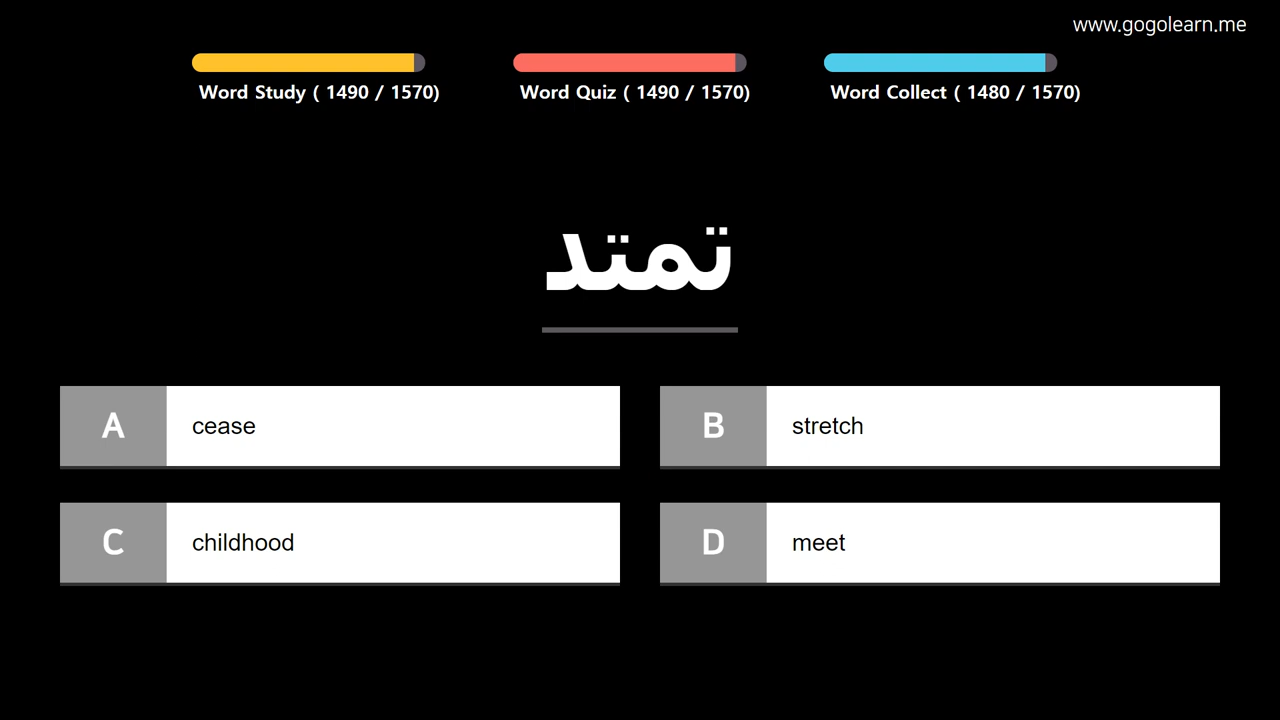 www.gogolearn.me
Word Study ( 1490 / 1570)
Word Quiz ( 1490 / 1570)
Word Collect ( 1480 / 1570)
تمتد
A cease
B stretch
C childhood
D meet